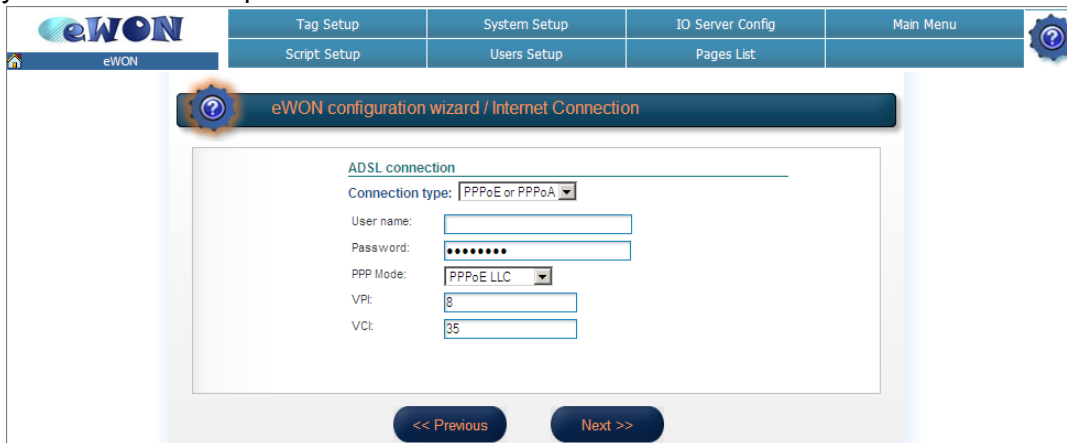 eWON
Tag Setup System Setup IO Server Config Main Menu
eWON Script Setup Users Setup Pages List
eWON configuration wizard / Internet Connection
ADSL connection
Connection type: PPPoE or PPPoA
User name:
Password: ••••••••
PPP Mode: PPPoE LLC
VPI: 8
VCI: 35
<< Previous Next >>